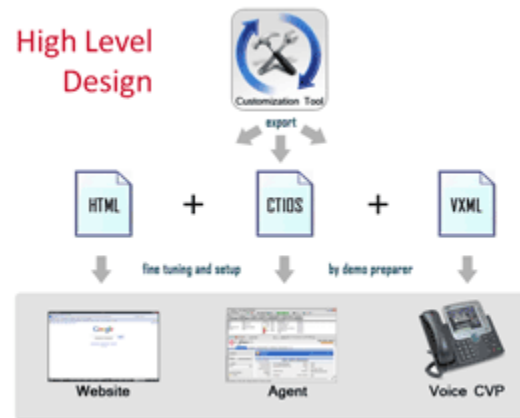 High Level
Design
Customization Tool
export
HTML
+
CTIOS
+
VXML
fine tuning and setup
by demo preparer
Google
Website
Agent
Voice CVP